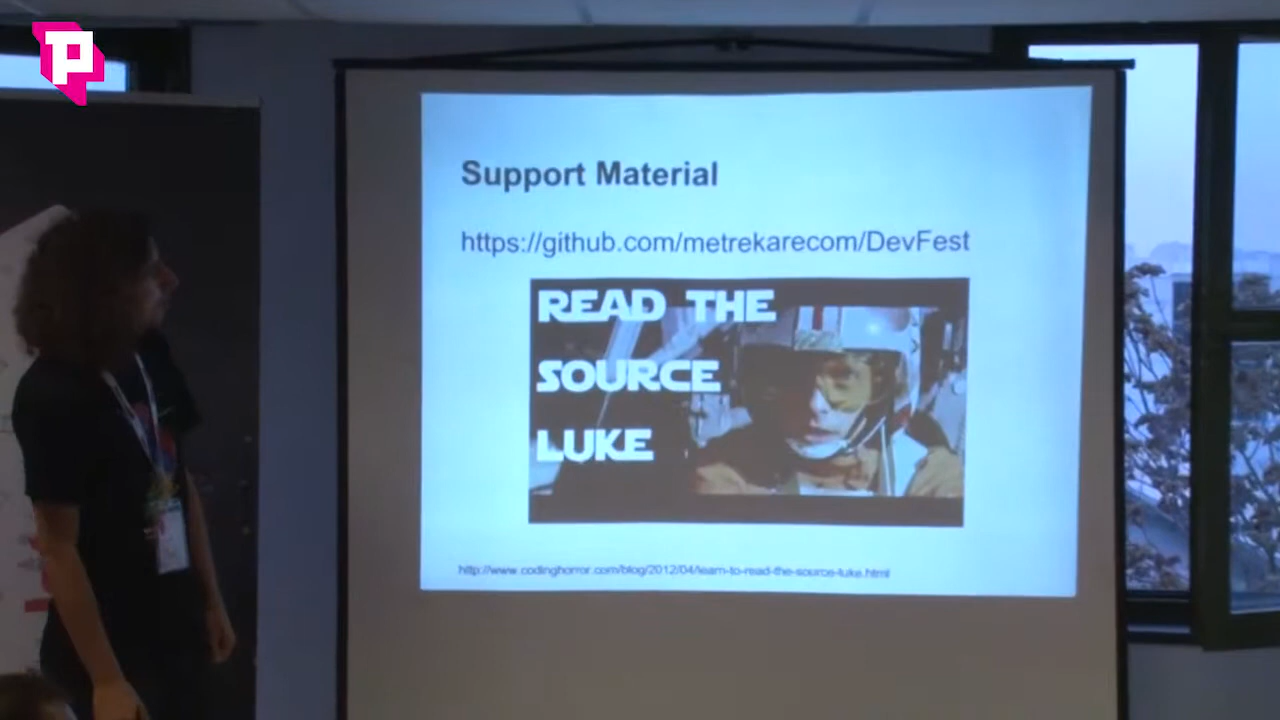 P
Support Material
https://github.com/metrekarecom/DevFest
READ THE
SOURCE
LUKE
http://www.codinghorror.com/blog/2012/04/learn-to-read-the-source-luke.html